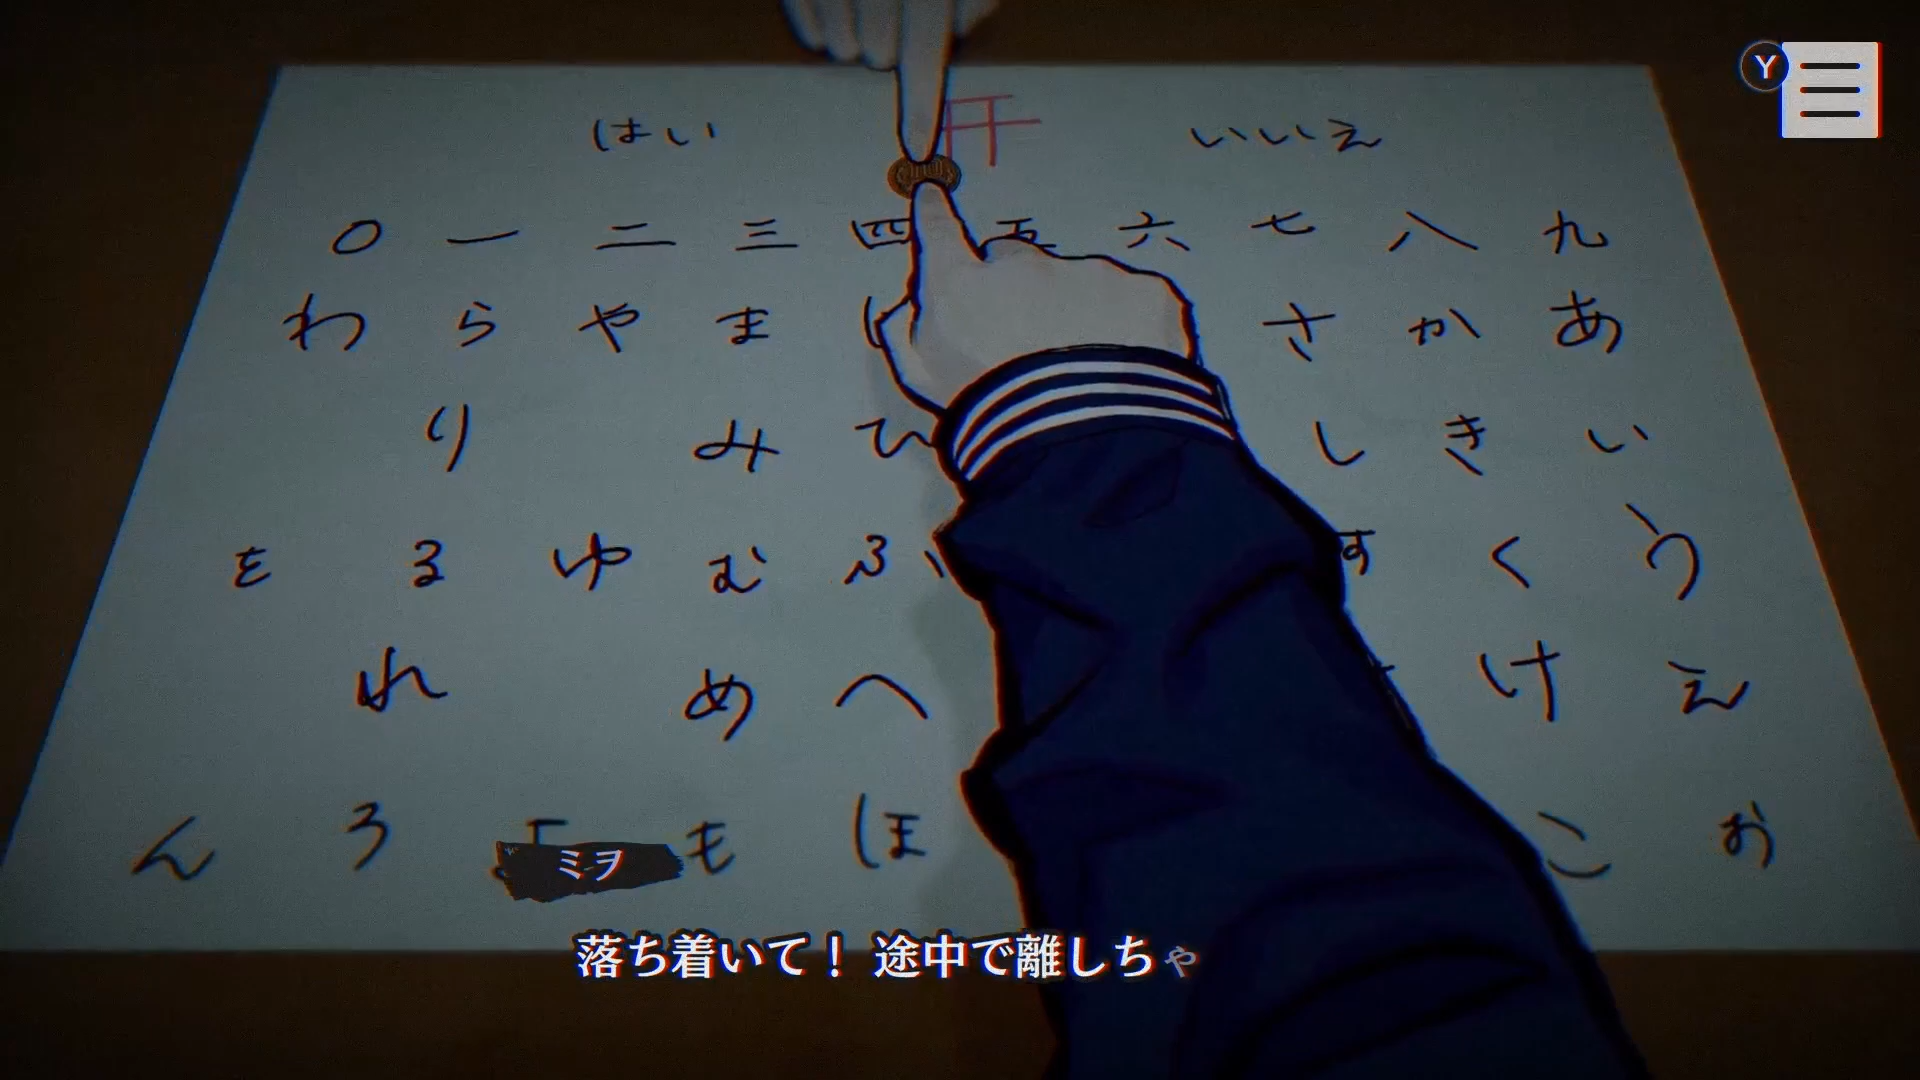 Y
はい いいえ
10
〇 一 二 三 四 五 六 七 八 九
わ ら や ま さ か あ
り み ひ し き い
を る ゆ む ふ す く う
れ め へ け え
ん ろ も ほ こ お
ミヲ
落ち着いて！ 途中で離しちゃ